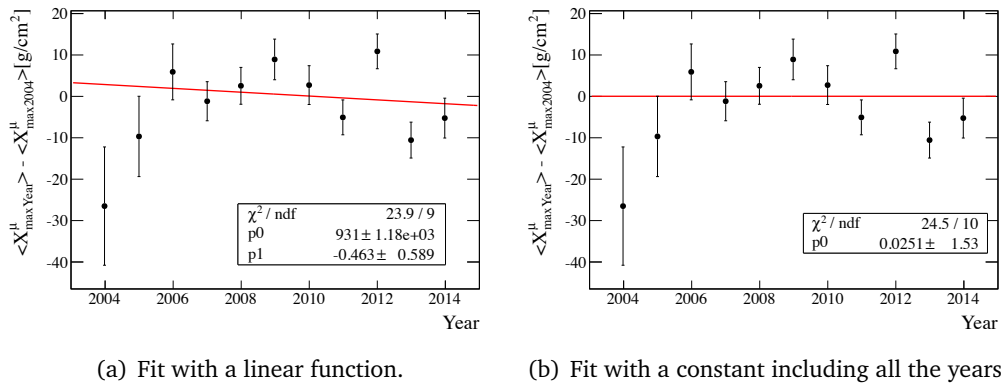 <X^μ_maxYear> - <X^μ_max2004>[g/cm²]
20
10
0
-10
-20
-30
-40
χ² / ndf 23.9 / 9
p0 931 ± 1.18e+03
p1 -0.463 ± 0.589
2004 2006 2008 2010 2012 2014
Year
(a) Fit with a linear function.
<X^μ_maxYear> - <X^μ_max2004>[g/cm²]
20
10
0
-10
-20
-30
-40
χ² / ndf 24.5 / 10
p0 0.0251 ± 1.53
2004 2006 2008 2010 2012 2014
Year
(b) Fit with a constant including all the years